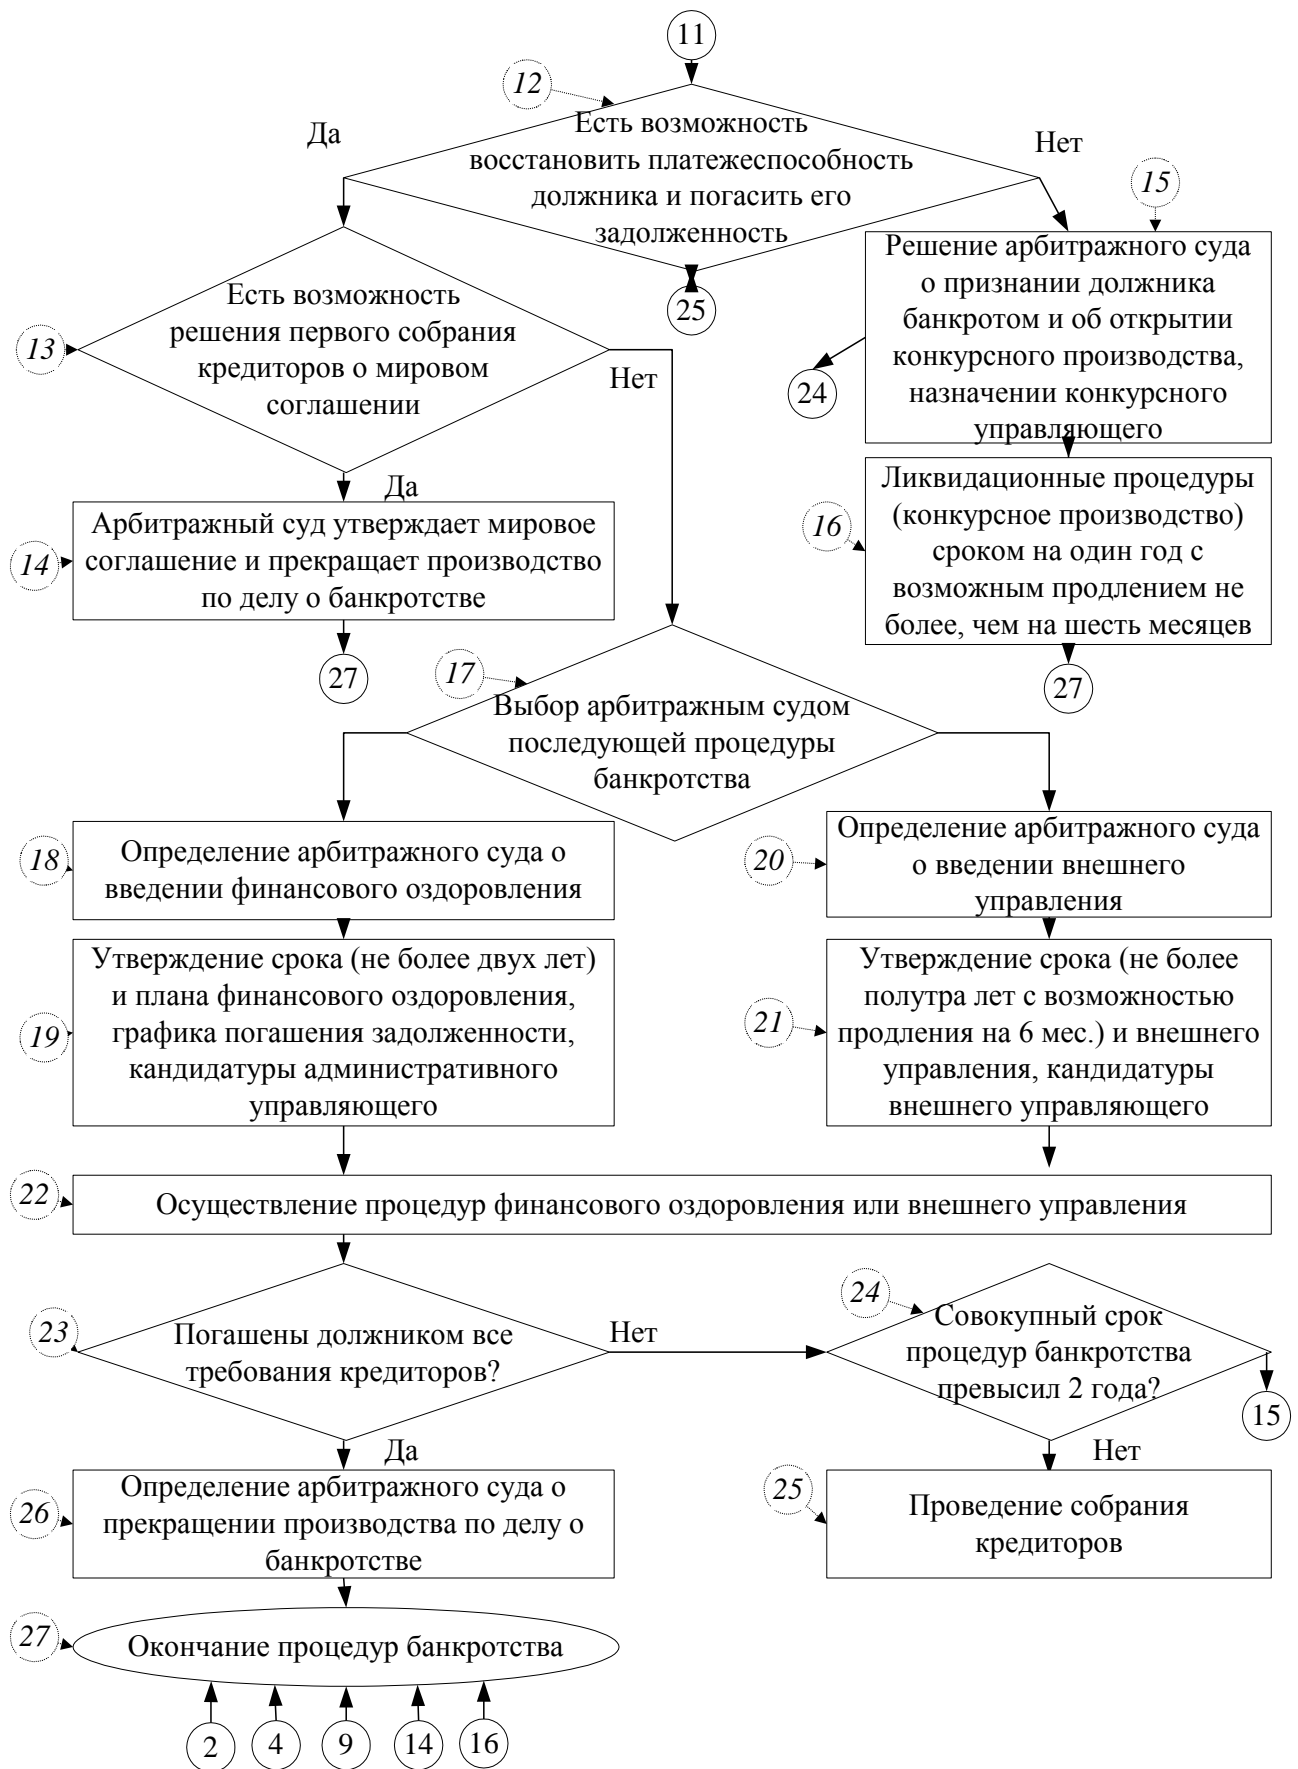 11
12
Есть возможность
восстановить платежеспособность
должника и погасить его
задолженность
Да
Нет
15
25
Решение арбитражного суда
о признании должника
банкротом и об открытии
конкурсного производства,
назначении конкурсного
управляющего
24
13
Есть возможность
решения первого собрания
кредиторов о мировом
соглашении
Нет
Да
14
Арбитражный суд утверждает мировое
соглашение и прекращает производство
по делу о банкротстве
27
16
Ликвидационные процедуры
(конкурсное производство)
сроком на один год с
возможным продлением не
более, чем на шесть месяцев
27
17
Выбор арбитражным судом
последующей процедуры
банкротства
18
Определение арбитражного суда о
введении финансового оздоровления
20
Определение арбитражного суда
о введении внешнего
управления
19
Утверждение срока (не более двух лет)
и плана финансового оздоровления,
графика погашения задолженности,
кандидатуры административного
управляющего
21
Утверждение срока (не более
полутра лет с возможностью
продления на 6 мес.) и внешнего
управления, кандидатуры
внешнего управляющего
22
Осуществление процедур финансового оздоровления или внешнего управления
23
Погашены должником все
требования кредиторов?
Нет
24
Совокупный срок
процедур банкротства
превысил 2 года?
15
Да
Нет
26
Определение арбитражного суда о
прекращении производства по делу о
банкротстве
25
Проведение собрания
кредиторов
27
Окончание процедур банкротства
2 4 9 14 16